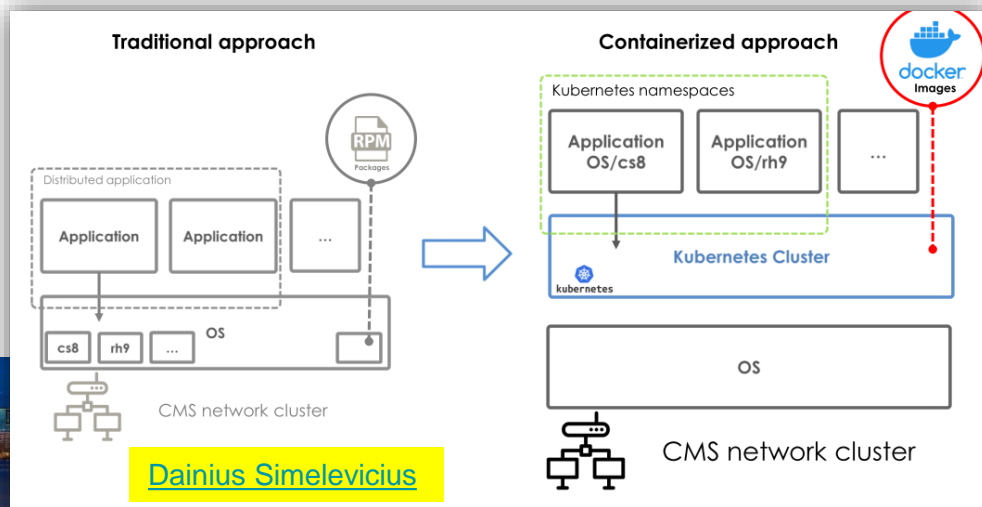 Traditional approach
Containerized approach
docker
Images
Kubernetes namespaces
RPM
Packages
Application
OS/cs8
Application
OS/rh9
...
Distributed application
Application
Application
...
Kubernetes Cluster
kubernetes
OS
cs8
rh9
...
OS
CMS network cluster
CMS network cluster
Dainius Simelevicius